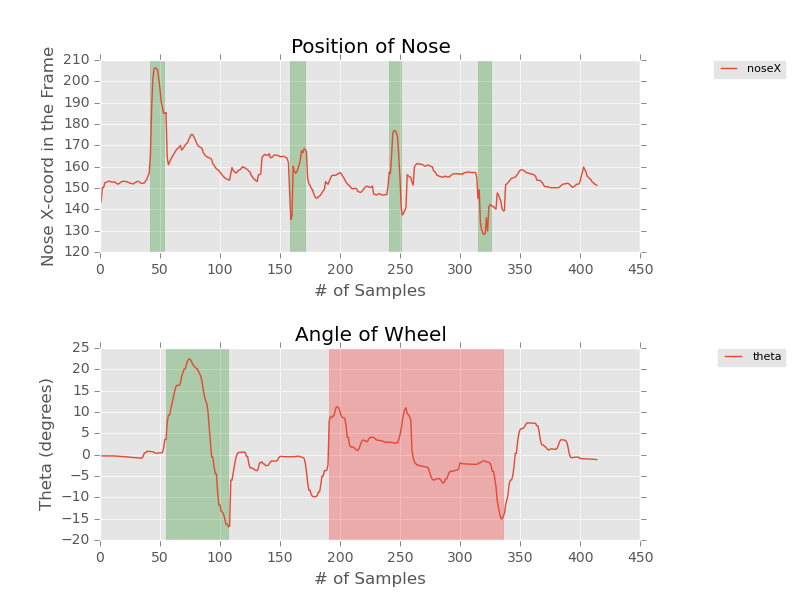 Position of Nose
Nose X-coord in the Frame
210
200
190
180
170
160
150
140
130
120
0 50 100 150 200 250 300 350 400 450
# of Samples
noseX
Angle of Wheel
Theta (degrees)
25
20
15
10
5
0
−5
−10
−15
−20
0 50 100 150 200 250 300 350 400 450
# of Samples
theta